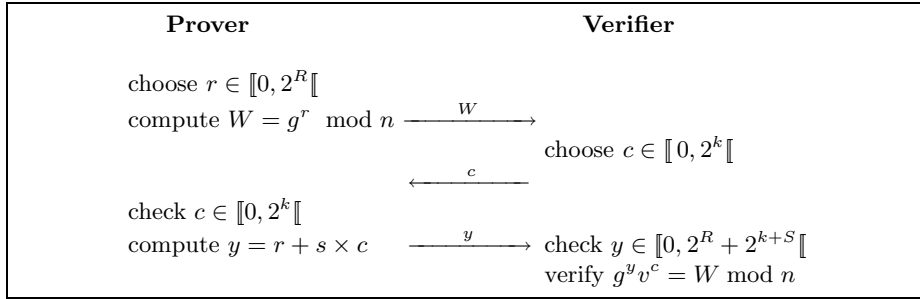 Prover Verifier
choose r ∈ ⟦0, 2^R⟦
compute W = g^r mod n W
choose c ∈ ⟦ 0, 2^k⟦
c
check c ∈ ⟦0, 2^k⟦
compute y = r + s × c y check y ∈ ⟦0, 2^R + 2^{k+S}⟦
verify g^y v^c = W mod n